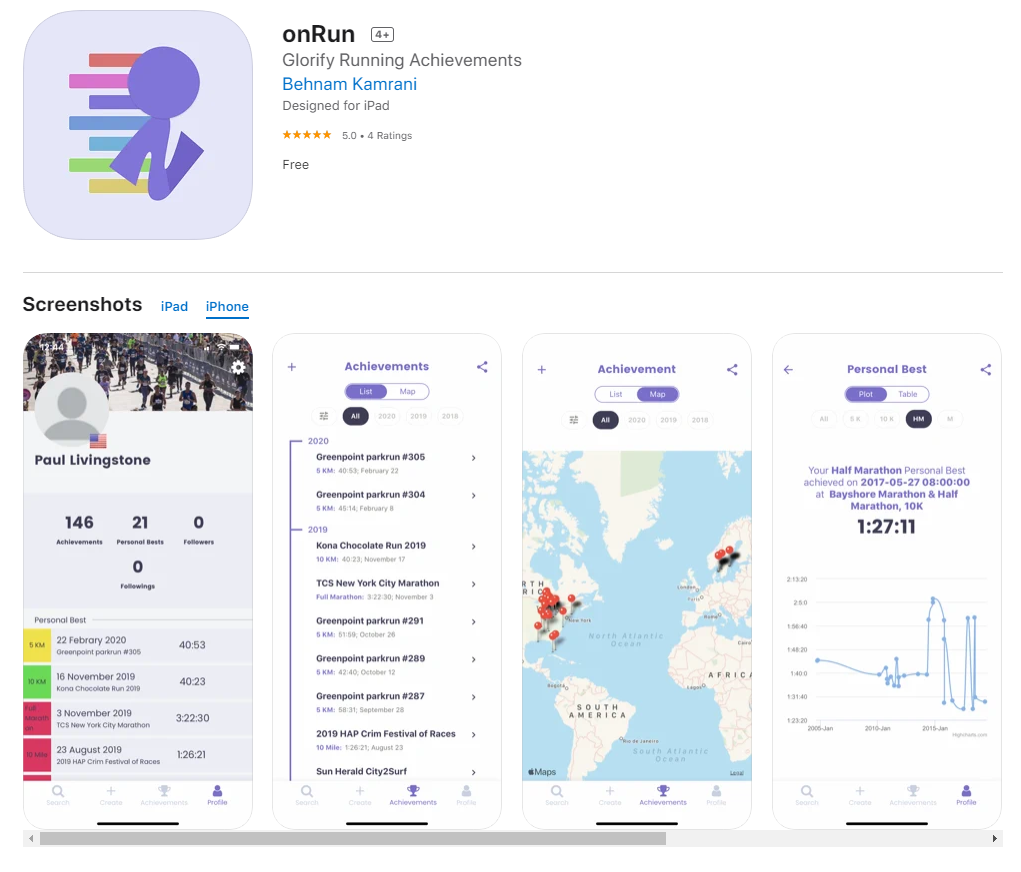 onRun 4+
Glorify Running Achievements
Behnam Kamrani
Designed for iPad
★★★★★ 5.0 • 4 Ratings
Free
Screenshots iPad iPhone
12:44
Paul Livingstone
146 21 0
Achievements Personal Bests Followers
0
Followings
Personal Best
5 KM 22 Febrary 2020 40:53
Greenpoint parkrun #305
10 KM 16 November 2019 40:23
Kona Chocolate Run 2019
Full Marathon 3 November 2019 3:22:30
TCS New York City Marathon
10 Mile 23 August 2019 1:26:21
2019 HAP Crim Festival of Races
Search Create Achievements Profile
+ Achievements
List Map
All 2020 2019 2018
2020
Greenpoint parkrun #305
5 KM: 40:53; February 22
Greenpoint parkrun #304
5 KM: 45:14; February 8
2019
Kona Chocolate Run 2019
10 KM: 40:23; November 17
TCS New York City Marathon
Full Marathon: 3:22:30; November 3
Greenpoint parkrun #291
5 KM: 51:59; October 26
Greenpoint parkrun #289
5 KM: 42:40; October 12
Greenpoint parkrun #287
5 KM: 58:31; September 28
2019 HAP Crim Festival of Races
10 Mile: 1:26:21; August 23
Sun Herald City2Surf
Search Create Achievements Profile
+ Achievement
List Map
All 2020 2019 2018
London
Paris
Roma
New York
North Atlantic
Ocean
Cairo
AFRICA
Lagos
Bogotá
SOUTH
AMERICA
Rio de Janeiro
South Atlantic
Ocean
Maps Legal
Search Create Achievements Profile
Personal Best
Plot Table
All 5 K 10 K HM M
Your Half Marathon Personal Best
achieved on 2017-05-27 08:00:00
at Bayshore Marathon & Half
Marathon, 10K
1:27:11
2:13:20
2:5:0
1:56:40
1:48:20
1:40:0
1:31:40
1:23:20
2005-Jan 2010-Jan 2015-Jan
Highcharts.com
Search Create Achievements Profile